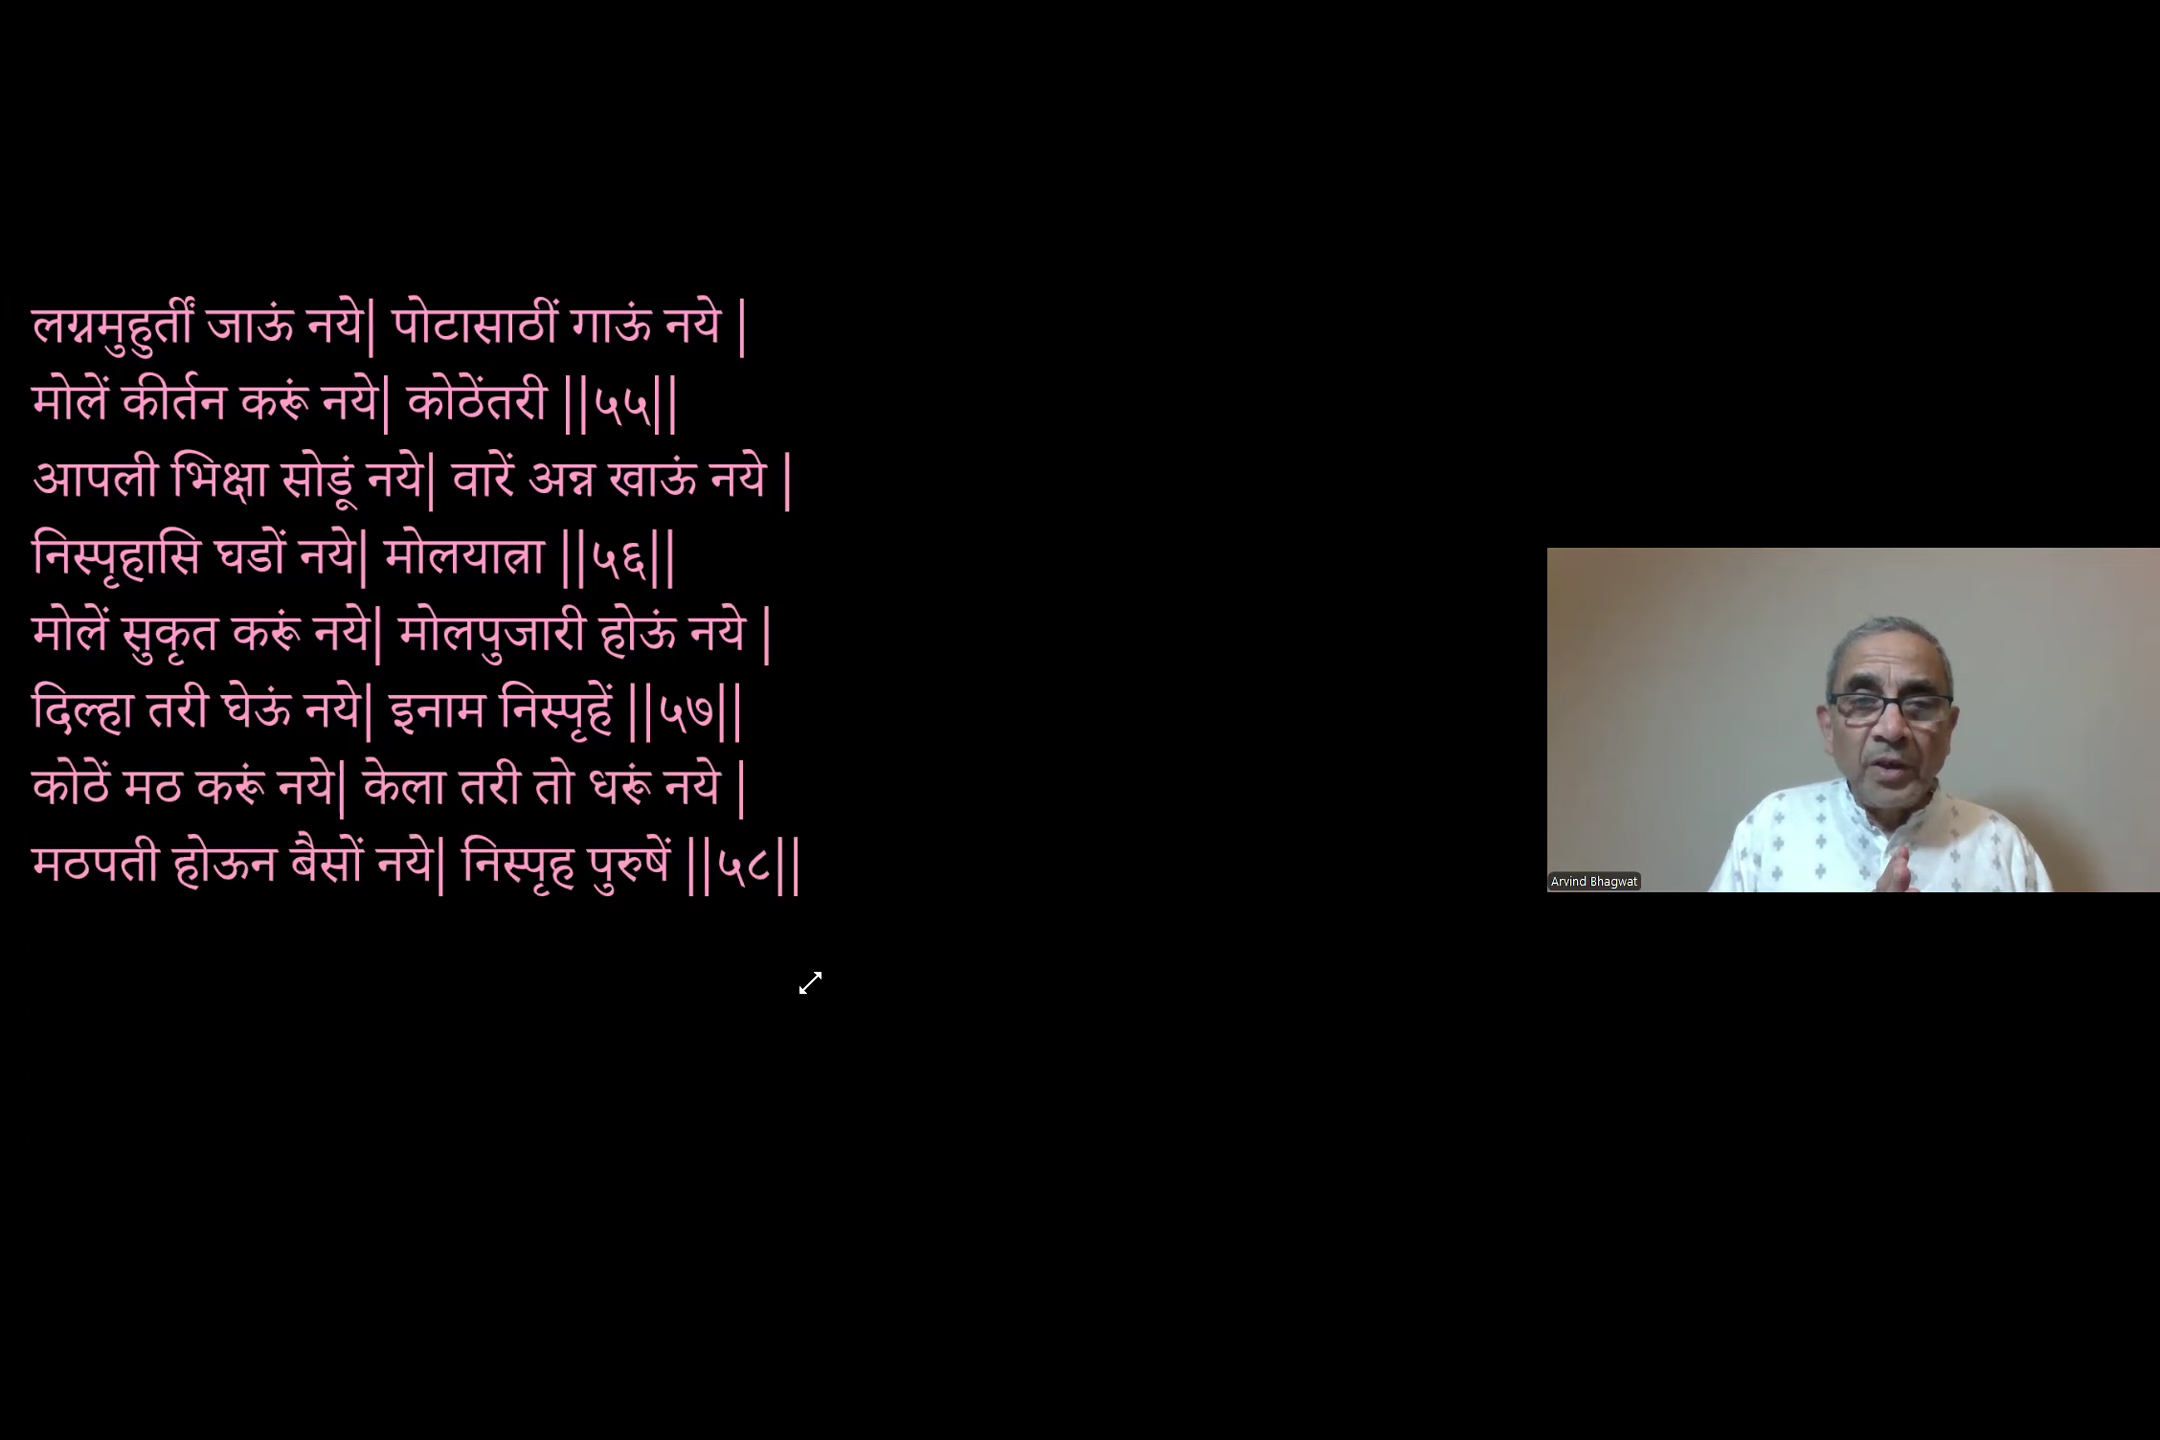 लग्नमुहुर्तीं जाऊं नये| पोटासाठीं गाऊं नये |
मोलें कीर्तन करूं नये| कोठेंतरी ||५५||
आपली भिक्षा सोडूं नये| वारें अन्न खाऊं नये |
निस्पृहासि घडों नये| मोलयात्रा ||५६||
मोलें सुकृत करूं नये| मोलपुजारी होऊं नये |
दिल्हा तरी घेऊं नये| इनाम निस्पृहें ||५७||
कोठें मठ करूं नये| केला तरी तो धरूं नये |
मठपती होऊन बैसों नये| निस्पृह पुरुषें ||५८||
Arvind Bhagwat